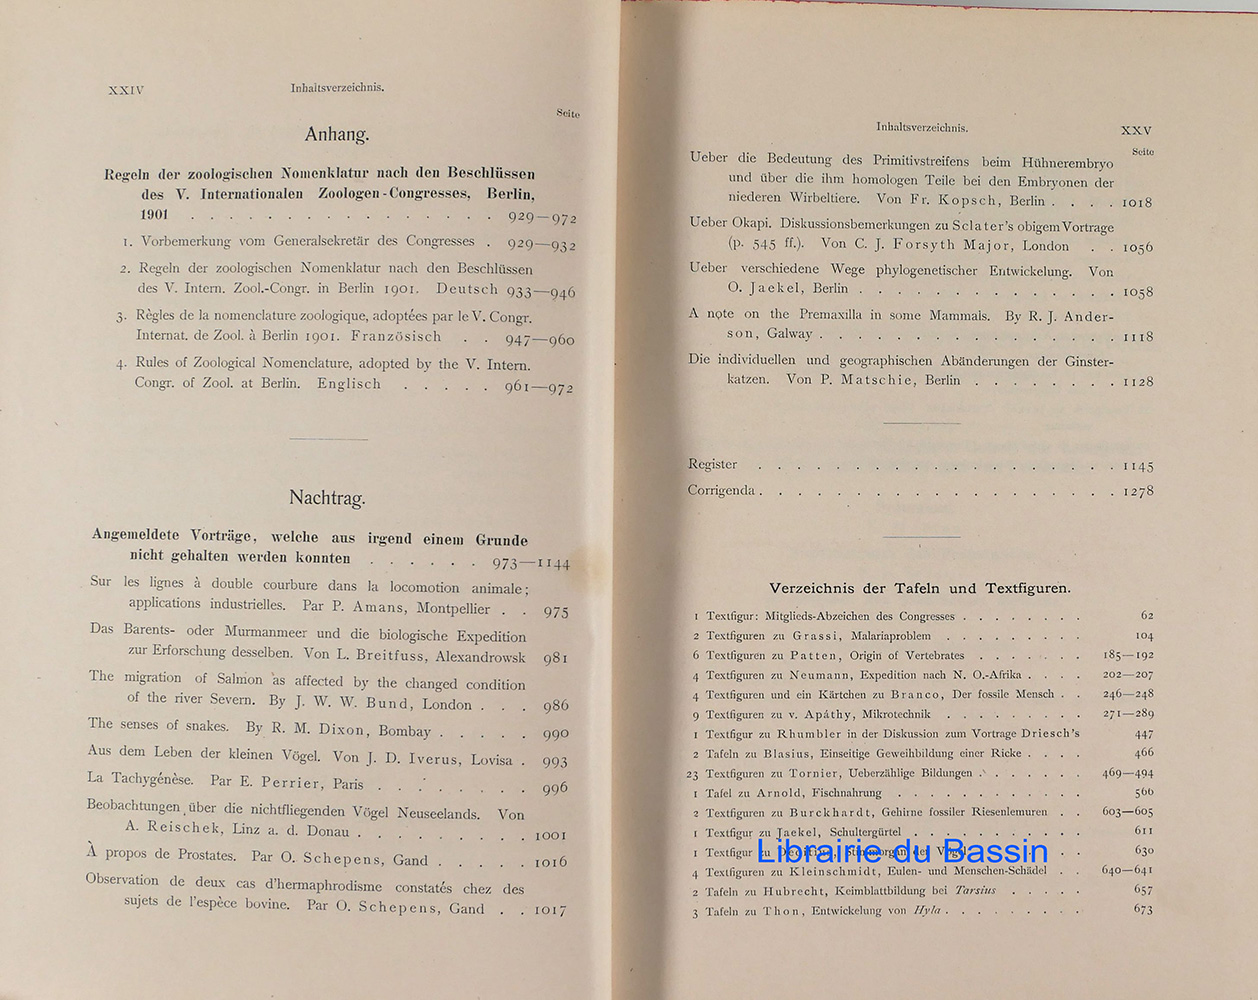 XXIV Inhaltsverzeichnis.
Seite
Anhang.
Regeln der zoologischen Nomenklatur nach den Beschlüssen
des V. Internationalen Zoologen-Congresses, Berlin,
1901 . . . . . . . . . . . . . . . . 929—972
1. Vorbemerkung vom Generalsekretär des Congresses . 929—932
2. Regeln der zoologischen Nomenklatur nach den Beschlüssen
des V. Intern. Zool.-Congr. in Berlin 1901. Deutsch 933—946
3. Règles de la nomenclature zoologique, adoptées par le V. Congr.
Internat. de Zool. à Berlin 1901. Französisch . . 947—960
4. Rules of Zoological Nomenclature, adopted by the V. Intern.
Congr. of Zool. at Berlin. Englisch . . . . . 961—972
Nachtrag.
Angemeldete Vorträge, welche aus irgend einem Grunde
nicht gehalten werden konnten . . . . . . 973—1144
Sur les lignes à double courbure dans la locomotion animale;
applications industrielles. Par P. Amans, Montpellier . . 975
Das Barents- oder Murmanmeer und die biologische Expedition
zur Erforschung desselben. Von L. Breitfuss, Alexandrowsk 981
The migration of Salmon as affected by the changed condition
of the river Severn. By J. W. W. Bund, London . . . 986
The senses of snakes. By R. M. Dixon, Bombay . . . . . 990
Aus dem Leben der kleinen Vögel. Von J. D. Iverus, Lovisa . 993
La Tachygénèse. Par E. Perrier, Paris . . . . . . . . 996
Beobachtungen über die nichtfliegenden Vögel Neuseelands. Von
A. Reischek, Linz a. d. Donau . . . . . . . . . 1001
À propos de Prostates. Par O. Schepens, Gand . . . . . 1016
Observation de deux cas d'hermaphrodisme constatés chez des
sujets de l'espèce bovine. Par O. Schepens, Gand . . 1017
Inhaltsverzeichnis. XXV
Seite
Ueber die Bedeutung des Primitivstreifens beim Hühnerembryo
und über die ihm homologen Teile bei den Embryonen der
niederen Wirbeltiere. Von Fr. Kopsch, Berlin . . . . 1018
Ueber Okapi. Diskussionsbemerkungen zu Sclater's obigem Vortrage
(p. 545 ff.). Von C. J. Forsyth Major, London . . 1056
Ueber verschiedene Wege phylogenetischer Entwickelung. Von
O. Jaekel, Berlin . . . . . . . . . . . . . 1058
A note on the Premaxilla in some Mammals. By R. J. Ander-
son, Galway . . . . . . . . . . . . . . . . 1118
Die individuellen und geographischen Abänderungen der Ginster-
katzen. Von P. Matschie, Berlin . . . . . . . . 1128
Register . . . . . . . . . . . . . . . . . . . 1145
Corrigenda . . . . . . . . . . . . . . . . . . . 1278
Verzeichnis der Tafeln und Textfiguren.
1 Textfigur: Mitglieds-Abzeichen des Congresses . . . . . . . . 62
2 Textfiguren zu Grassi, Malariaproblem . . . . . . . . . 104
6 Textfiguren zu Patten, Origin of Vertebrates . . . . . . . 185—192
4 Textfiguren zu Neumann, Expedition nach N. O.-Afrika . . . . 202—207
4 Textfiguren und ein Kärtchen zu Branco, Der fossile Mensch . . 246—248
9 Textfiguren zu v. Apáthy, Mikrotechnik . . . . . . . . . 271—289
1 Textfigur zu Rhumbler in der Diskussion zum Vortrage Driesch's 447
2 Tafeln zu Blasius, Einseitige Geweihbildung einer Ricke . . . . 466
23 Textfiguren zu Tornier, Ueberzählige Bildungen . . . . . . 469—494
1 Tafel zu Arnold, Fischnahrung . . . . . . . . . . . . 566
2 Textfiguren zu Burckhardt, Gehirne fossiler Riesenlemuren . . 603—605
1 Textfigur zu Jaekel, Schultergürtel . . . . . . . . . . . 611
1 Textfigur zu Stimmorgan der Vögel . . 630
Librairie du Bassin
4 Textfiguren zu Kleinschmidt, Eulen- und Menschen-Schädel . . 640—641
2 Tafeln zu Hubrecht, Keimblattbildung bei Tarsius . . . . . 657
3 Tafeln zu Thon, Entwickelung von Hyla . . . . . . . . 673